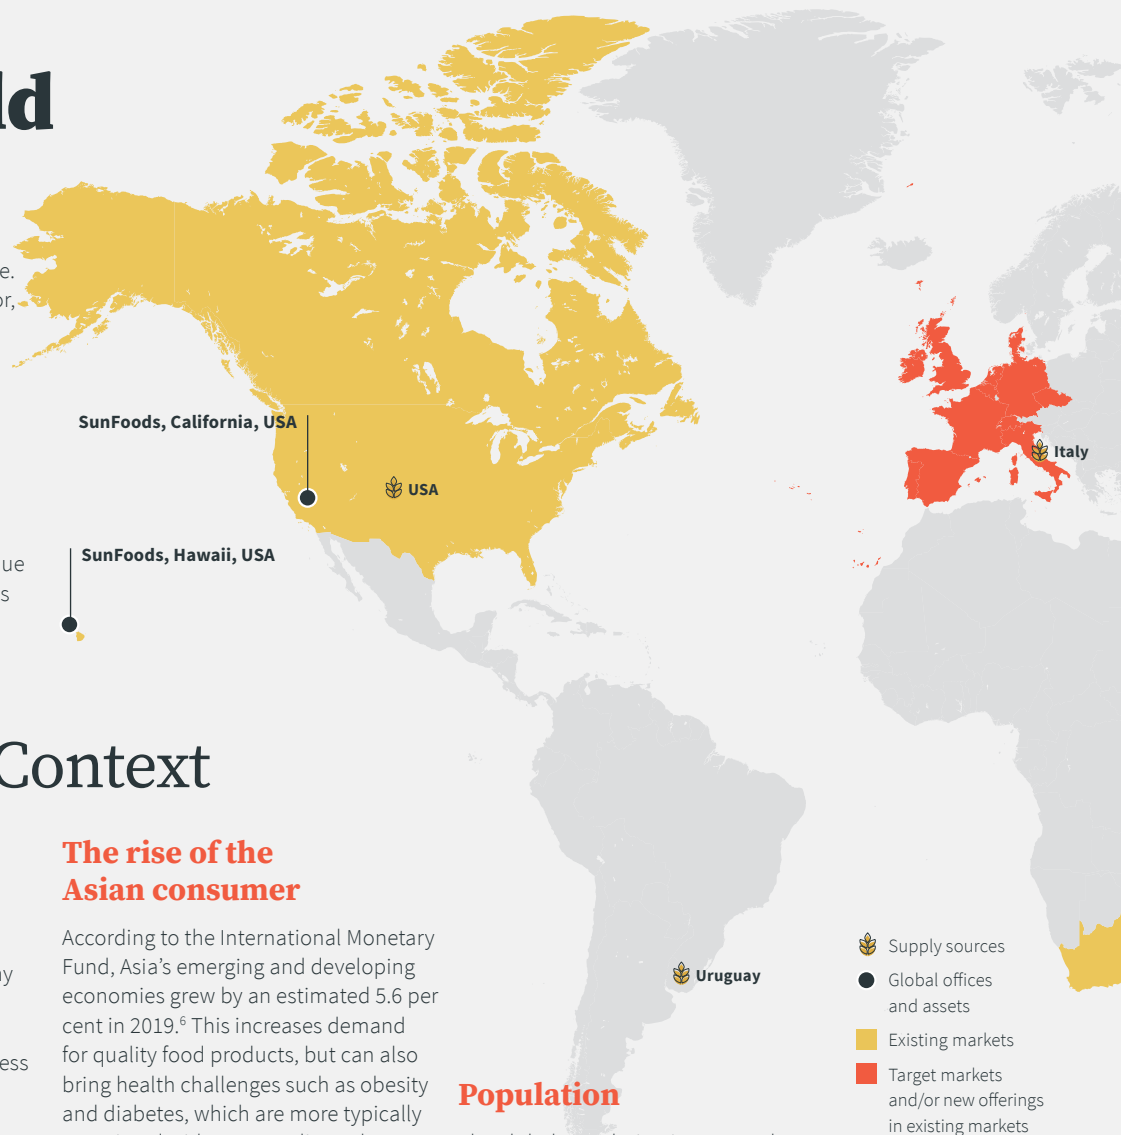 ld
e.
or,
SunFoods, California, USA
USA
Italy
SunFoods, Hawaii, USA
ue
s
Context
The rise of the
Asian consumer
According to the International Monetary
Fund, Asia’s emerging and developing
economies grew by an estimated 5.6 per
cent in 2019.6 This increases demand
for quality food products, but can also
bring health challenges such as obesity
and diabetes, which are more typically
ny
ess
Population
Uruguay
Supply sources
Global offices
and assets
Existing markets
Target markets
and/or new offerings
in existing markets